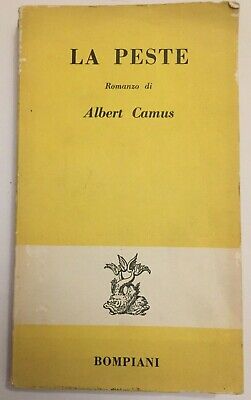 LA PESTE
Romanzo di
Albert Camus
BOMPIANI